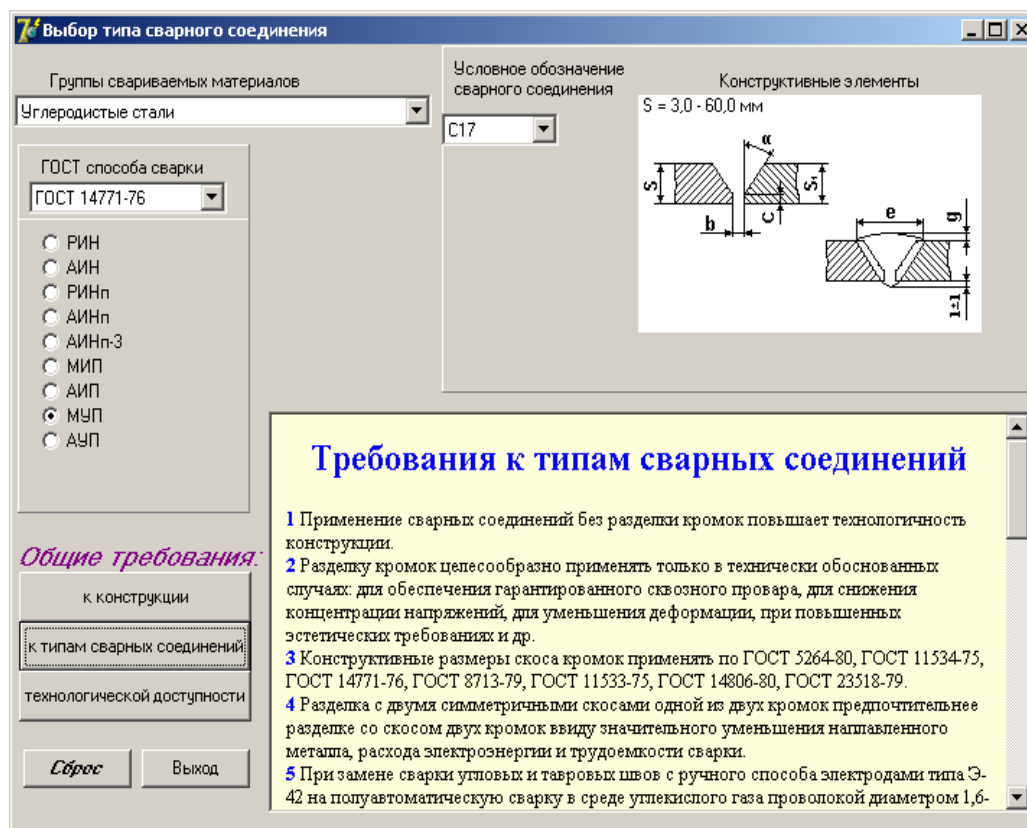 Выбор типа сварного соединения
Группы свариваемых материалов
Углеродистые стали
ГОСТ способа сварки
ГОСТ 14771-76
РИН
АИН
РИНп
АИНп
АИНп-3
МИП
АИП
МУП
АУП
Условное обозначение
сварного соединения
С17
Конструктивные элементы
S = 3,0 - 60,0 мм
α
S
S₁
b
c
e
g
1±1
Общие требования:
к конструкции
к типам сварных соединений
технологической доступности
Сброс
Выход
Требования к типам сварных соединений
1 Применение сварных соединений без разделки кромок повышает технологичность
конструкции.
2 Разделку кромок целесообразно применять только в технически обоснованных
случаях: для обеспечения гарантированного сквозного провара, для снижения
концентрации напряжений, для уменьшения деформации, при повышенных
эстетических требованиях и др.
3 Конструктивные размеры скоса кромок применять по ГОСТ 5264-80, ГОСТ 11534-75,
ГОСТ 14771-76, ГОСТ 8713-79, ГОСТ 11533-75, ГОСТ 14806-80, ГОСТ 23518-79.
4 Разделка с двумя симметричными скосами одной из двух кромок предпочтительнее
разделке со скосом двух кромок ввиду значительного уменьшения наплавленного
металла, расхода электроэнергии и трудоемкости сварки.
5 При замене сварки угловых и тавровых швов с ручного способа электродами типа Э-
42 на полуавтоматическую сварку в среде углекислого газа проволокой диаметром 1,6-